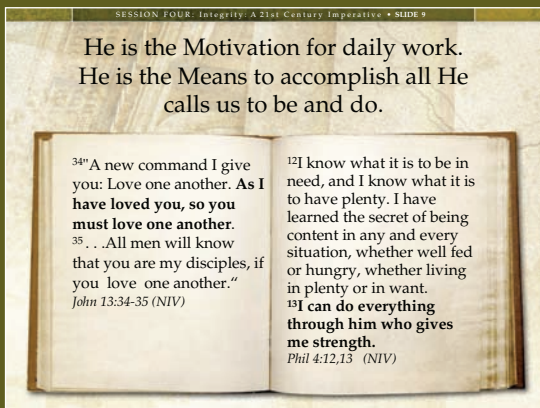 SESSION FOUR: Integrity: A 21st Century Imperative • SLIDE 9
He is the Motivation for daily work.
He is the Means to accomplish all He
calls us to be and do.
34"A new command I give
you: Love one another. As I
have loved you, so you
must love one another.
35 . . .All men will know
that you are my disciples, if
you love one another.“
John 13:34-35 (NIV)
12I know what it is to be in
need, and I know what it is
to have plenty. I have
learned the secret of being
content in any and every
situation, whether well fed
or hungry, whether living
in plenty or in want.
13I can do everything
through him who gives
me strength.
Phil 4:12,13 (NIV)